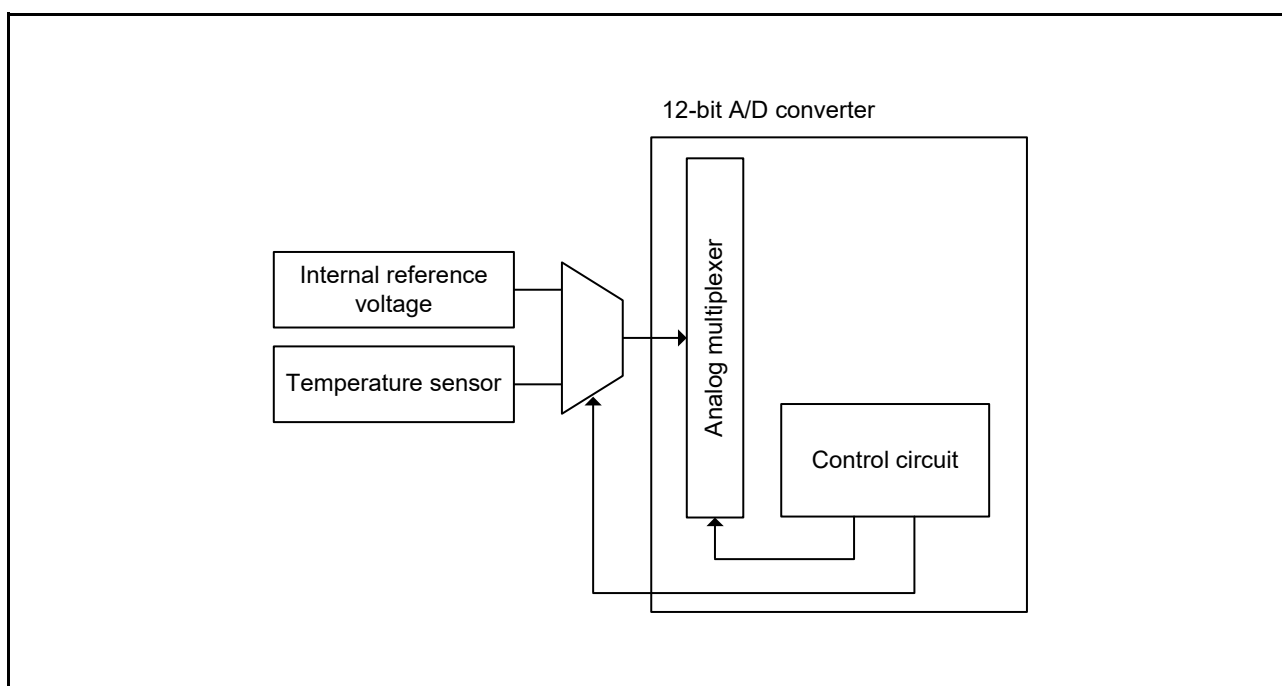 12-bit A/D converter
Internal reference
voltage
Temperature sensor
Analog multiplexer
Control circuit